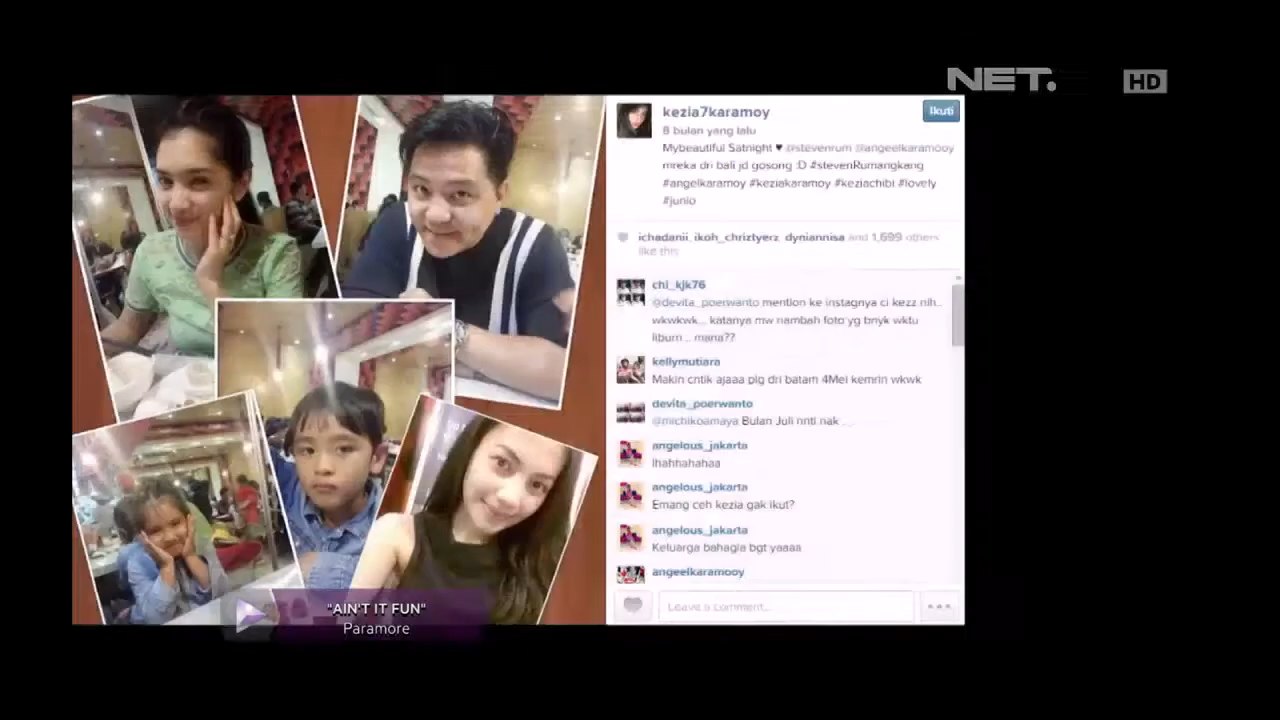 NET.
HD
kezia7karamoy
Ikuti
8 bulan yang lalu
Mybeautiful Satnight ♥ @stevenrum @angeelkaramooy
mreka dri bali jd gosong :D #stevenRumangkang
#angelkaramoy #keziakaramoy #keziachibi #lovely
#junio
ichadanii, ikoh_chriztyerz, dyniannisa and 1,699 others
like this
chi_kjk76
@devita_poerwanto mention ke instagnya ci kezz nih..
wkwkwk... katanya mw nambah foto yg bnyk wktu
liburn .. mana??
kellymutiara
Makin cntik ajaaa plg dri batam 4Mei kemrin wkwk
devita_poerwanto
@michikoamaya Bulan Juli nnti nak ...
angelous_jakarta
Ihahhahahaa
angelous_jakarta
Emang ceh kezia gak ikut?
angelous_jakarta
Keluarga bahagia bgt yaaaa
angeelkaramooy
Leave a comment...
"AIN'T IT FUN"
Paramore